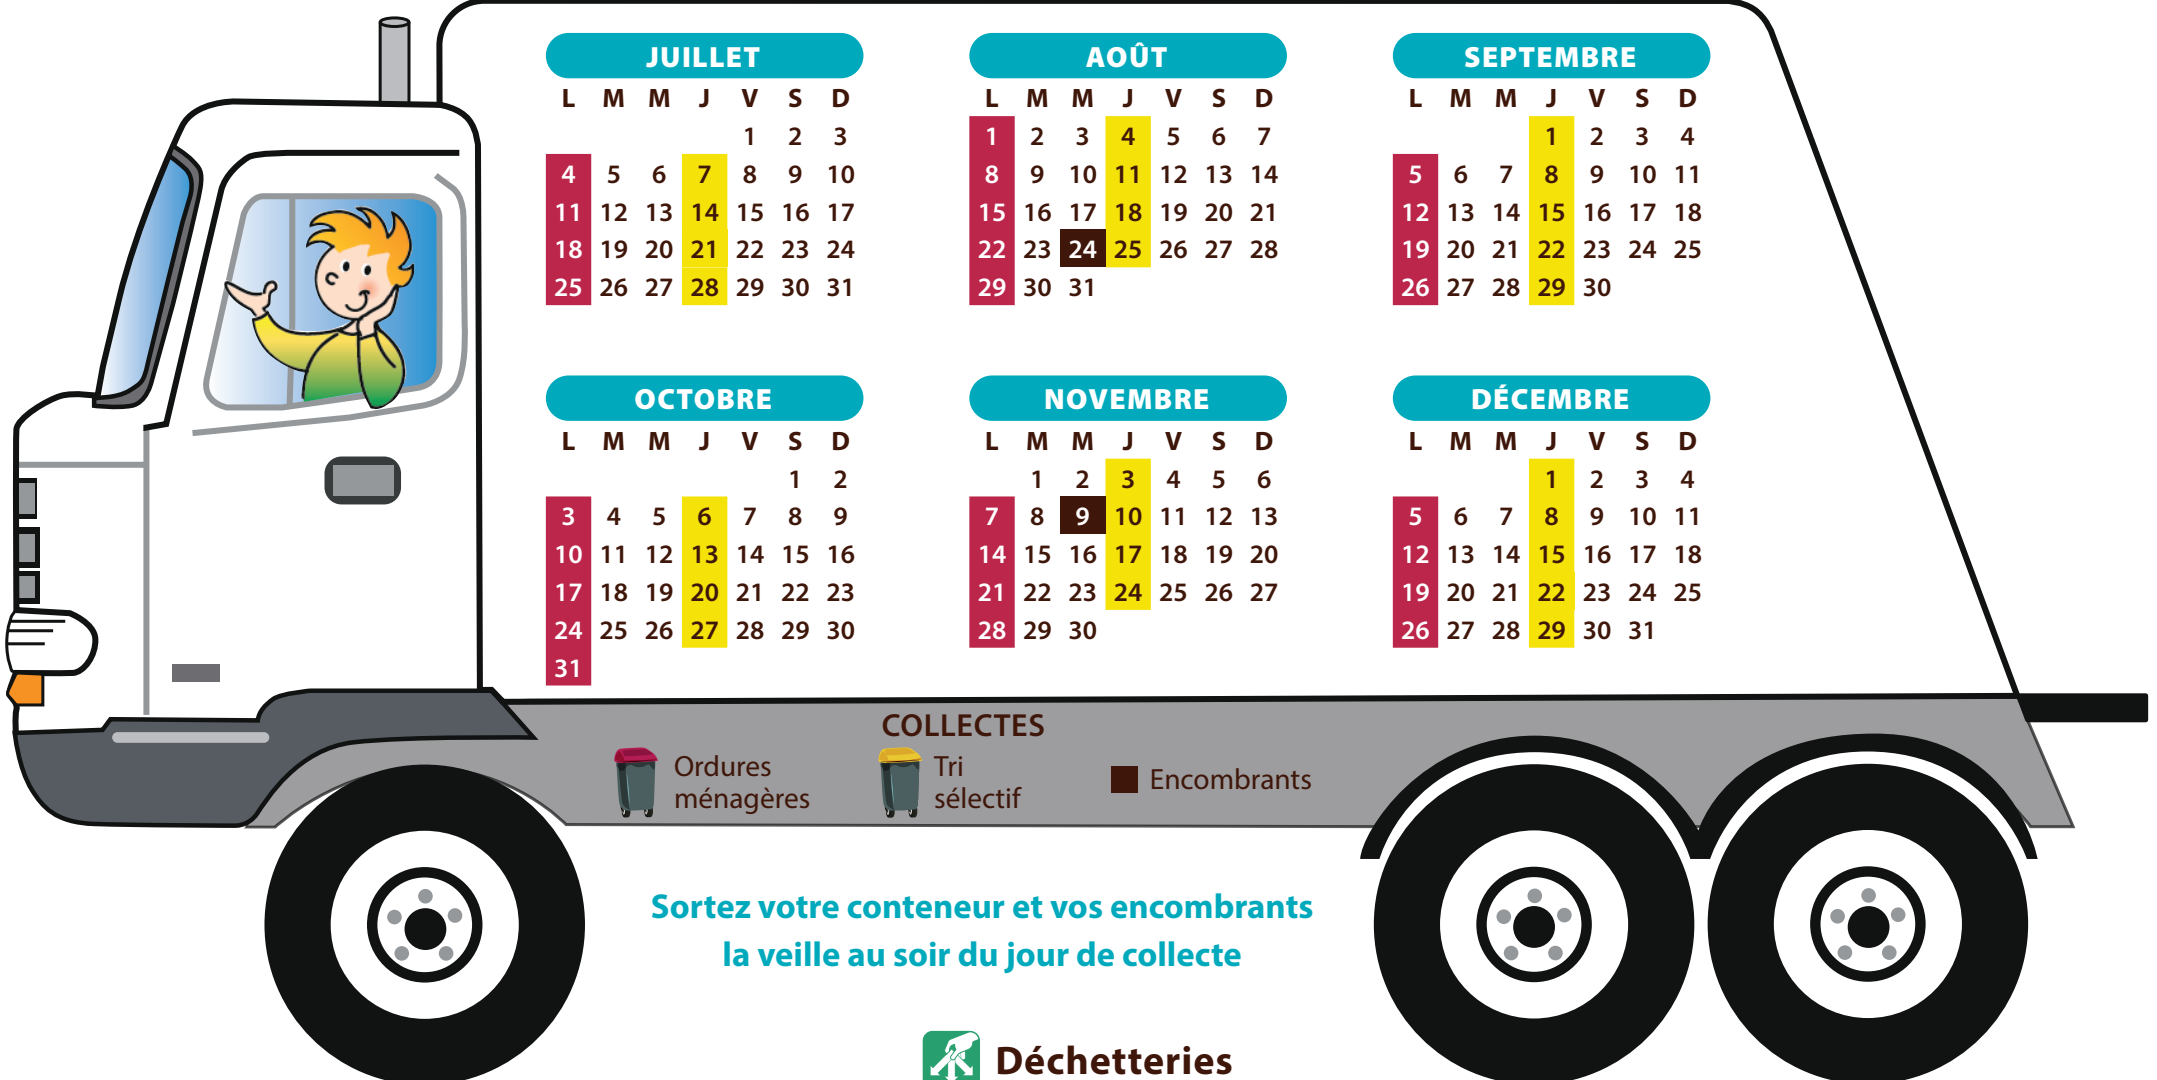 JUILLET
L M M J V S D
1 2 3
4 5 6 7 8 9 10
11 12 13 14 15 16 17
18 19 20 21 22 23 24
25 26 27 28 29 30 31
AOÛT
L M M J V S D
1 2 3 4 5 6 7
8 9 10 11 12 13 14
15 16 17 18 19 20 21
22 23 24 25 26 27 28
29 30 31
SEPTEMBRE
L M M J V S D
1 2 3 4
5 6 7 8 9 10 11
12 13 14 15 16 17 18
19 20 21 22 23 24 25
26 27 28 29 30
OCTOBRE
L M M J V S D
1 2
3 4 5 6 7 8 9
10 11 12 13 14 15 16
17 18 19 20 21 22 23
24 25 26 27 28 29 30
31
NOVEMBRE
L M M J V S D
1 2 3 4 5 6
7 8 9 10 11 12 13
14 15 16 17 18 19 20
21 22 23 24 25 26 27
28 29 30
DÉCEMBRE
L M M J V S D
1 2 3 4
5 6 7 8 9 10 11
12 13 14 15 16 17 18
19 20 21 22 23 24 25
26 27 28 29 30 31
COLLECTES
Ordures
ménagères
Tri
sélectif
Encombrants
Sortez votre conteneur et vos encombrants
la veille au soir du jour de collecte
Déchetteries